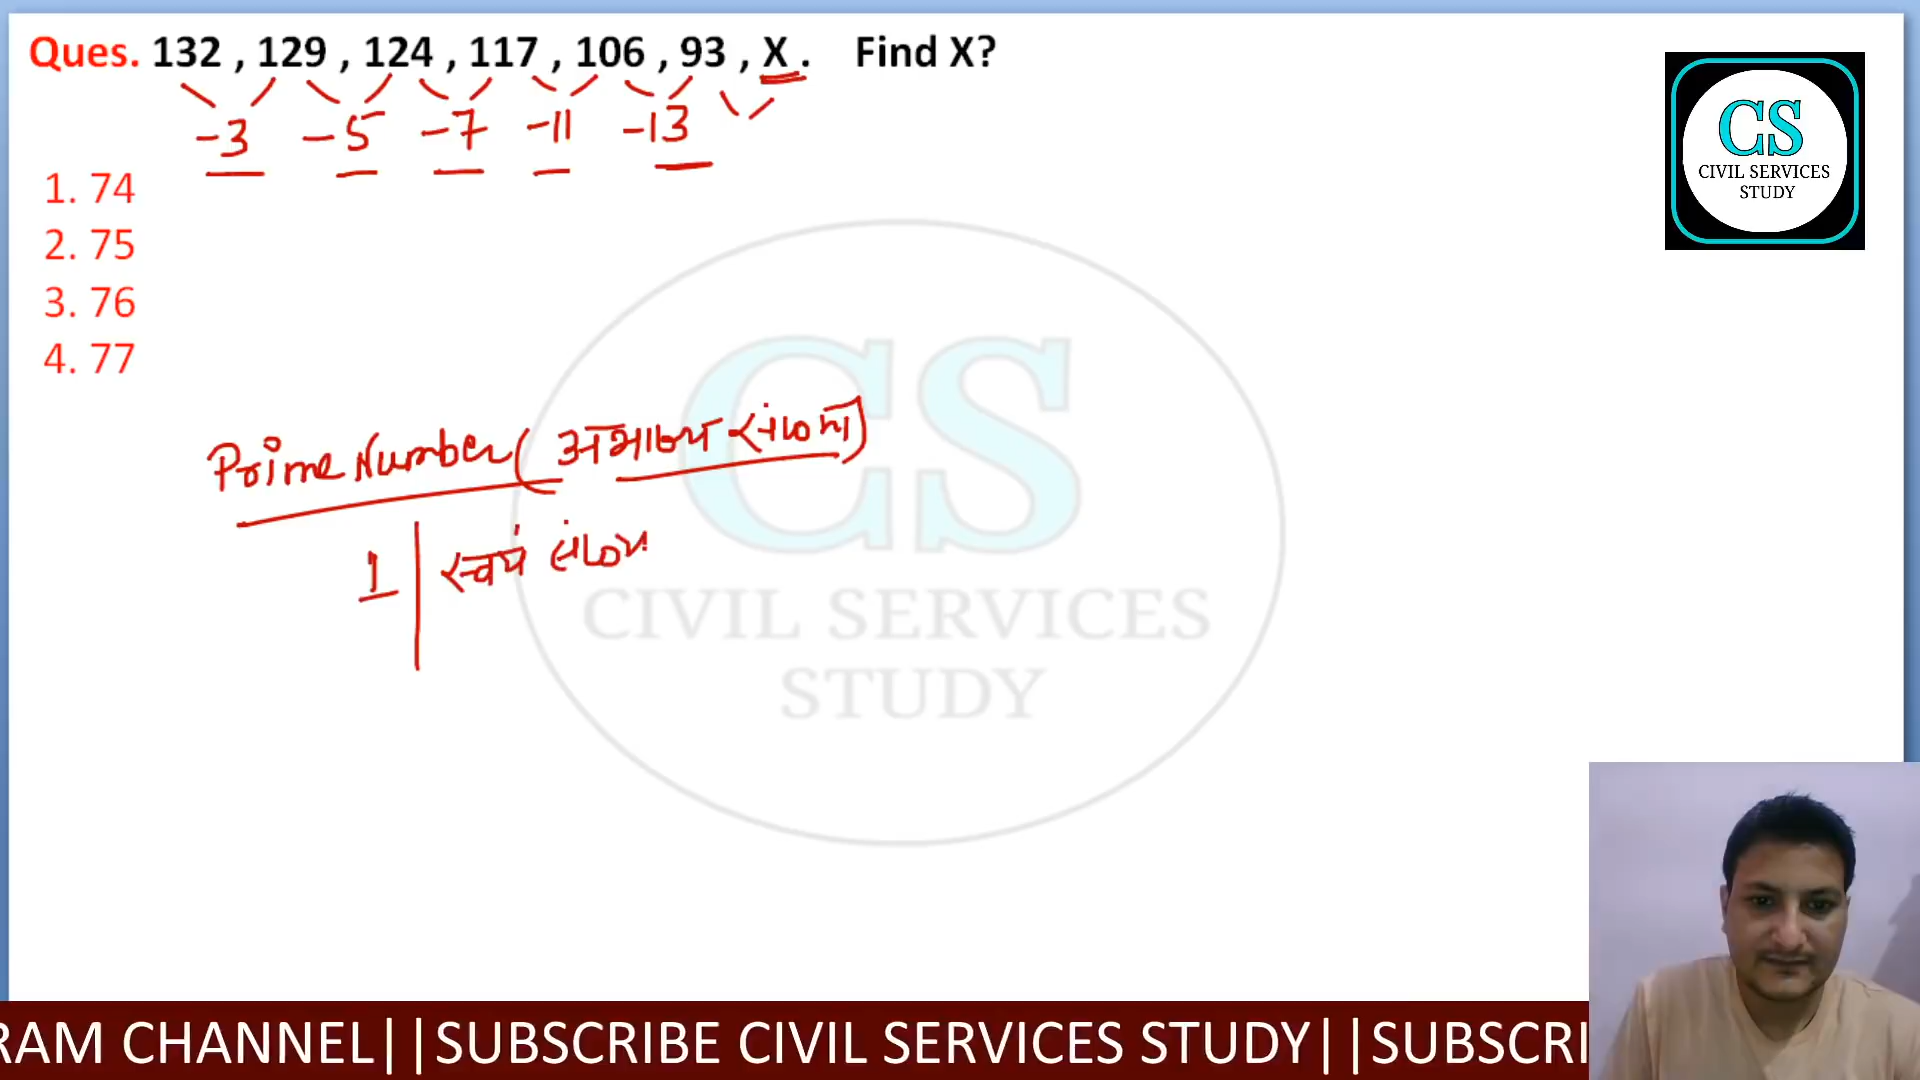 Ques. 132 , 129 , 124 , 117 , 106 , 93 , X . Find X?
-3 -5 -7 -11 -13
1. 74
2. 75
3. 76
4. 77
Prime Number ( अभाज्य संख्या )
1 | स्वयं संख्य
CS
CIVIL SERVICES
STUDY
CS
CIVIL SERVICES
STUDY
RAM CHANNEL||SUBSCRIBE CIVIL SERVICES STUDY||SUBSCRI